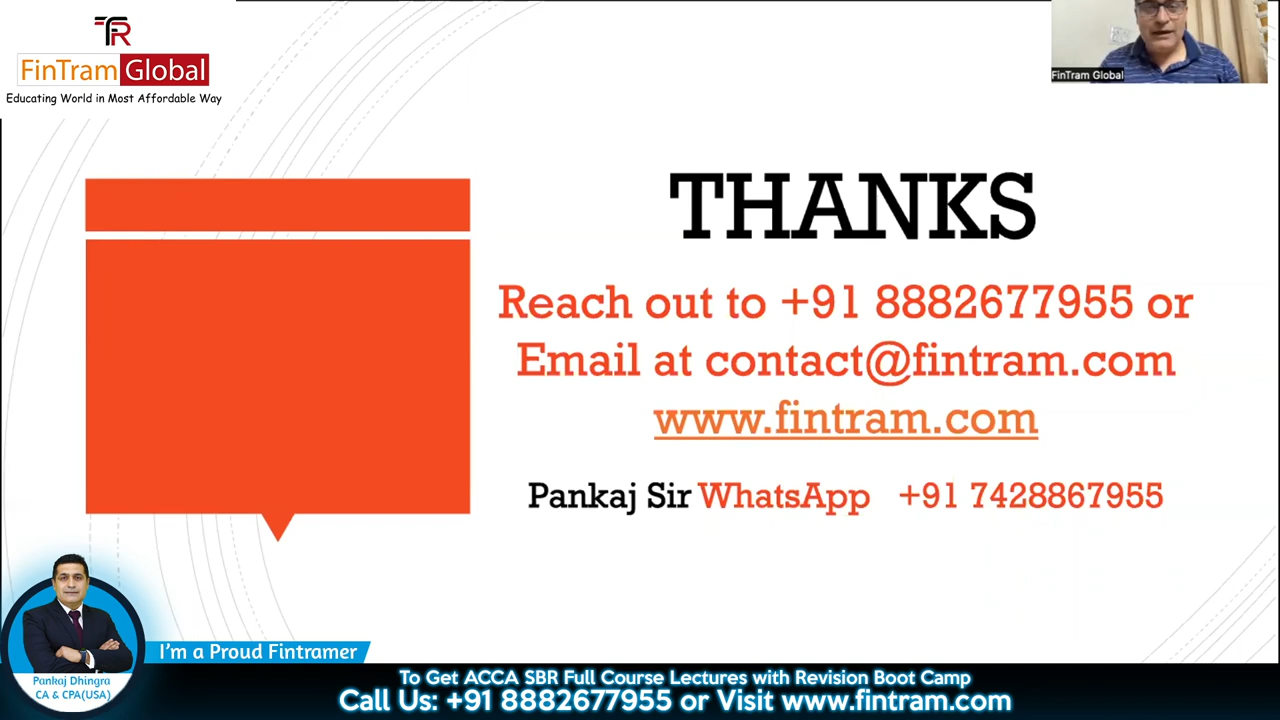 FR
FinTram Global
Educating World in Most Affordable Way
FinTram Global
THANKS
Reach out to +91 8882677955 or
Email at contact@fintram.com
www.fintram.com
Pankaj Sir WhatsApp +91 7428867955
I'm a Proud Fintramer
Pankaj Dhingra
CA & CPA(USA)
To Get ACCA SBR Full Course Lectures with Revision Boot Camp
Call Us: +91 8882677955 or Visit www.fintram.com